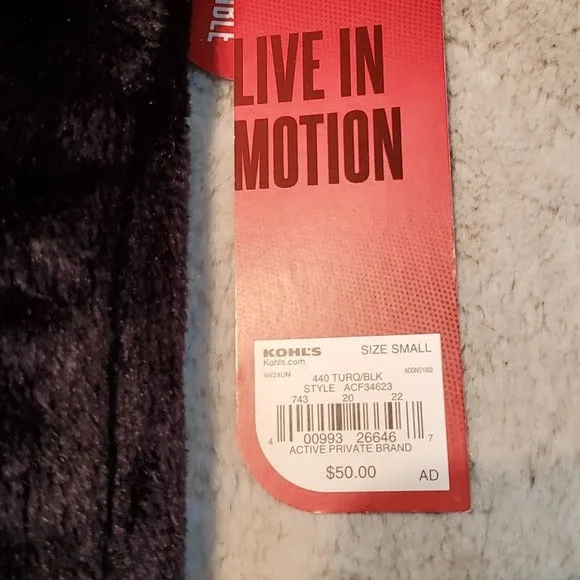 LIVE IN
MOTION
KOHL'S SIZE SMALL
Kohls.com
440 TURQ/BLK
STYLE ACF34623
743 20 22
4 00993 26646 7
ACTIVE PRIVATE BRAND
$50.00 AD